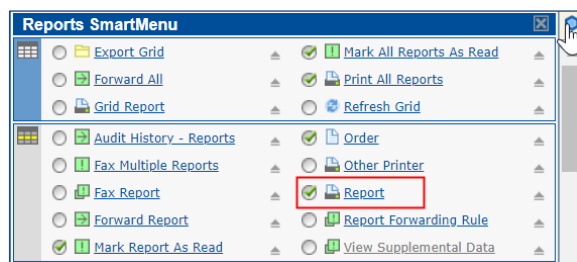 Reports SmartMenu
Export Grid
Mark All Reports As Read
Forward All
Print All Reports
Grid Report
Refresh Grid
Audit History - Reports
Order
Fax Multiple Reports
Other Printer
Fax Report
Report
Forward Report
Report Forwarding Rule
Mark Report As Read
View Supplemental Data